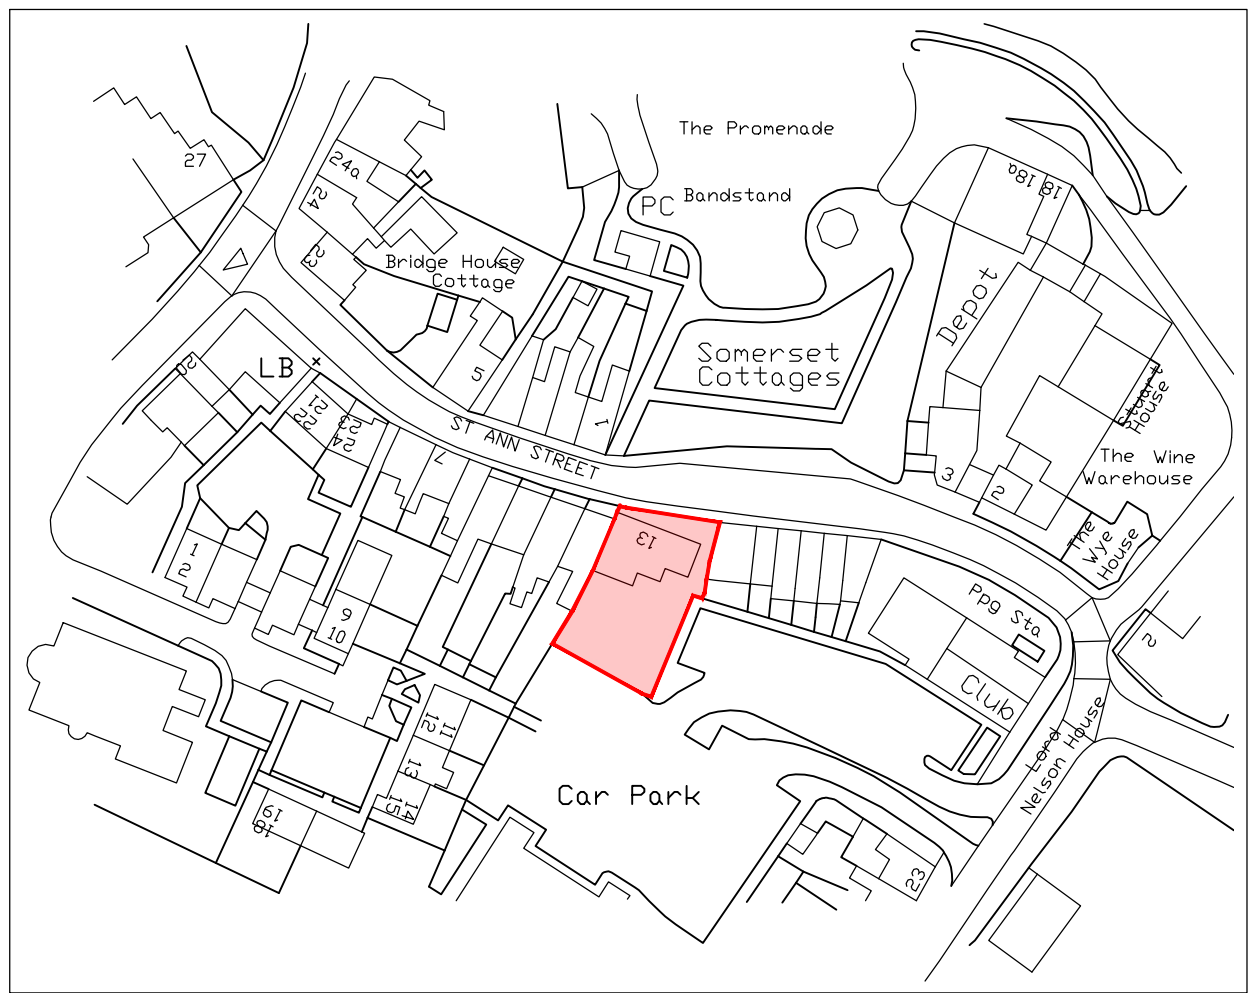 The Promenade
27
24a
18a
18
24
PC
Bandstand
23
Bridge House
Cottage
Depot
Somerset
Cottages
20
LB
5
Stuart
House
21
22
23
24
1
ST ANN STREET
7
The Wine
Warehouse
3
2
13
The
Wye
House
1
2
9
10
Ppg Sta
2
Club
11
12
Lord
Nelson House
13
Car Park
14
15
19
18
23